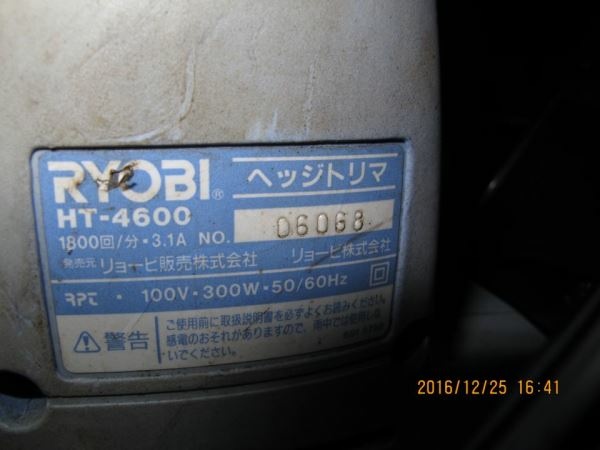 RYOBI® ヘッジトリマ
HT-4600
1800回/分・3.1A NO. 06068
発売元 リョービ販売株式会社 リョービ株式会社
RPC ・ 100V・300W・50/60Hz
警告 ご使用前に取扱説明書を必ずよくお読みください。
感電のおそれがありますので、雨中では使用しな
いでください。
2016/12/25 16:41